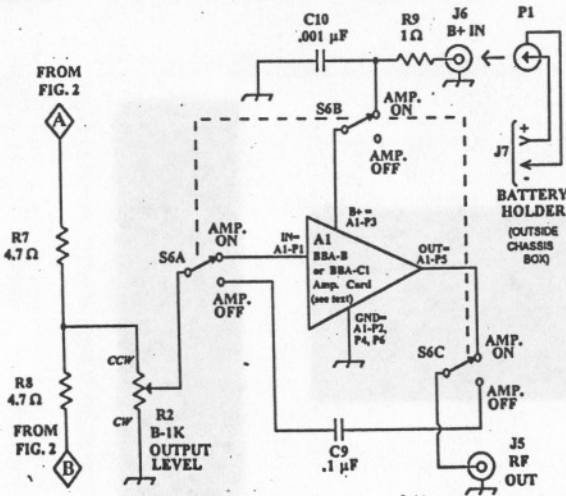 C10
.001 µF
R9
1Ω
J6
B+ IN
P1
FROM
FIG. 2
A
S6B
AMP.
ON
AMP.
OFF
+
J7
-
BATTERY
HOLDER
(OUTSIDE
CHASSIS
BOX)
R7
4.7 Ω
S6A
AMP.
ON
AMP.
OFF
IN=
A1-P1
B+ =
A1-P3
A1
BBA-B
or BBA-C1
Amp. Card
(see text)
OUT=
A1-P5
GND=
A1-P2,
P4, P6
S6C
AMP.
ON
AMP.
OFF
R8
4.7 Ω
CCW
CW
R2
B-1K
OUTPUT
LEVEL
FROM
FIG. 2
B
C9
.1 µF
J5
RF
OUT